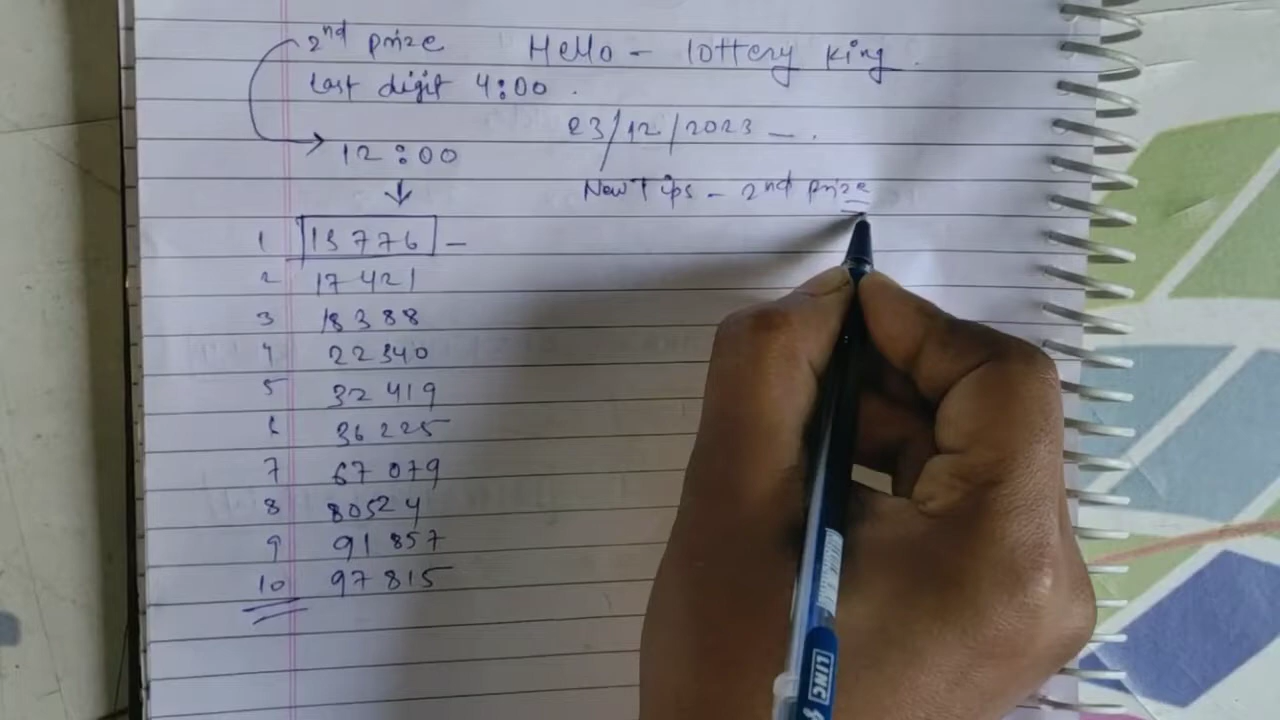 2nd prize Hello - lottery king.
Last digit 4:00.
23/12/2023 -.
12:00
New Tips - 2nd prize
1 13776 -
2 17421
3 18388
4 22340
5 32419
6 36225
7 67079
8 80524
9 91857
10 97815
LINC